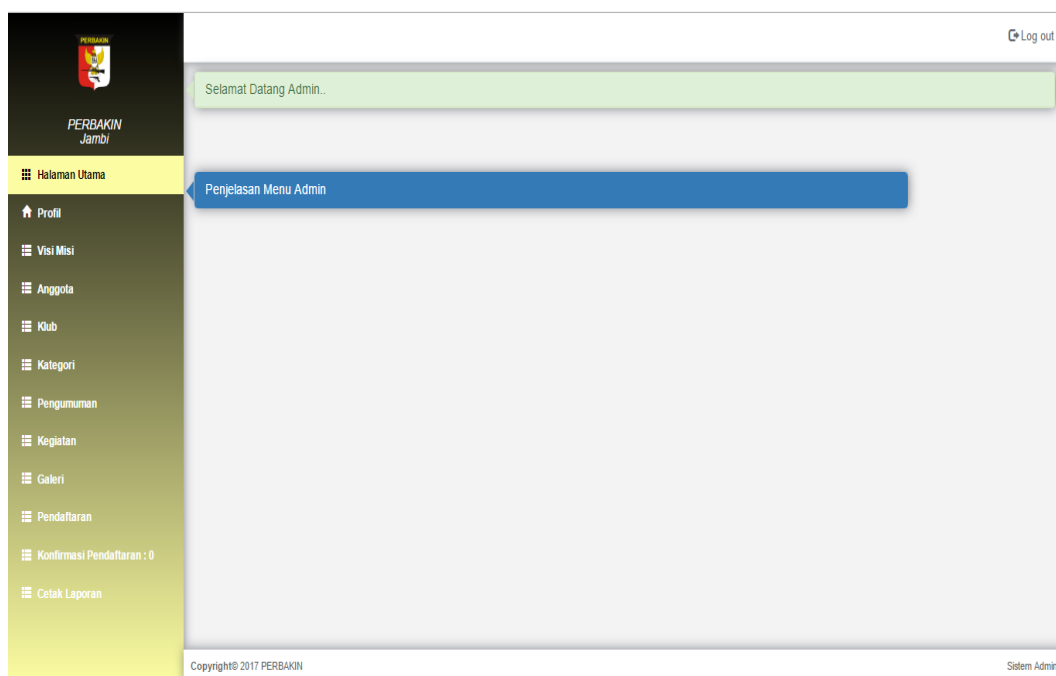 PERBAKIN
PERBAKIN
Jambi
Halaman Utama
Profil
Visi Misi
Anggota
Klub
Kategori
Pengumuman
Kegiatan
Galeri
Pendaftaran
Konfirmasi Pendaftaran : 0
Cetak Laporan
Log out
Selamat Datang Admin..
Penjelasan Menu Admin
Copyright© 2017 PERBAKIN
Sistem Admin